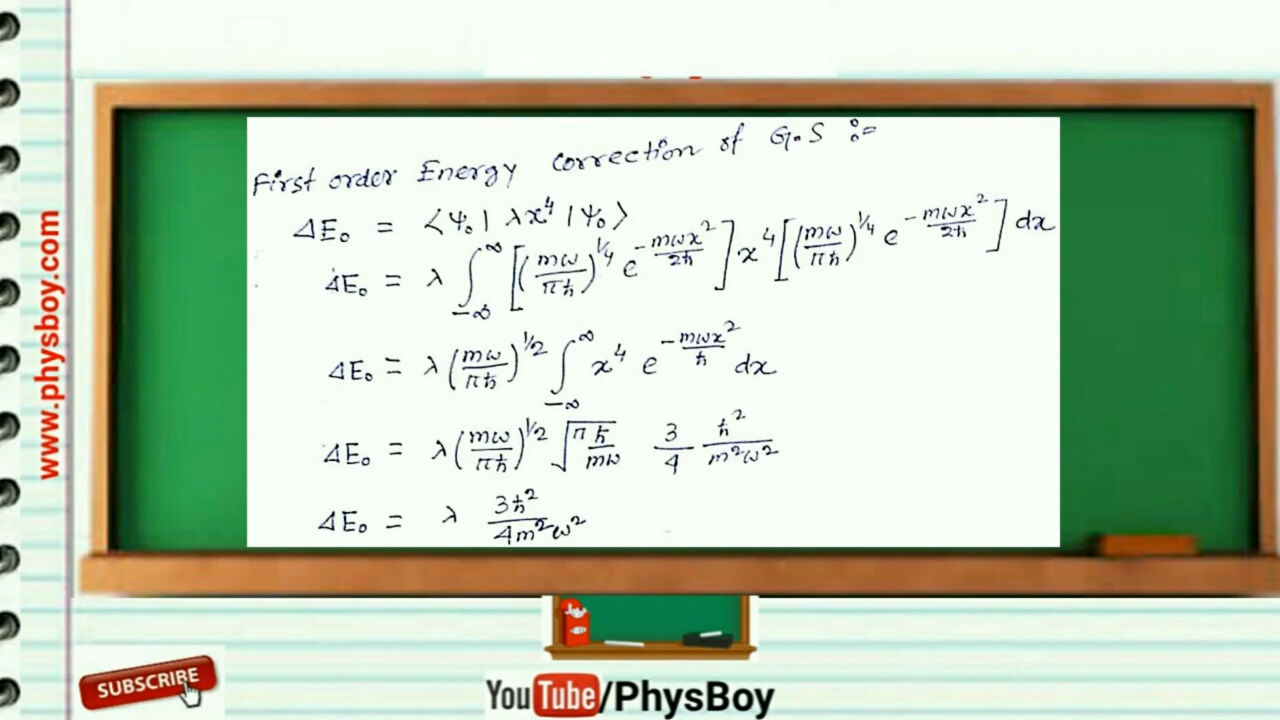 First order Energy Correction of G.S :-
ΔE₀ = ⟨Ψ₀| λx⁴ |Ψ₀⟩
ΔE₀ = λ ∫_{-∞}^{∞} [(mω/πħ)^{1/4} e^{-mωx²/2ħ}] x⁴ [(mω/πħ)^{1/4} e^{-mωx²/2ħ}] dx
ΔE₀ = λ (mω/πħ)^{1/2} ∫_{-∞}^{∞} x⁴ e^{-mωx²/ħ} dx
ΔE₀ = λ (mω/πħ)^{1/2} √(πħ/mω) 3/4 ħ²/m²ω²
ΔE₀ = λ 3ħ²/4m²ω²
www.physboy.com
SUBSCRIBE
YouTube/PhysBoy